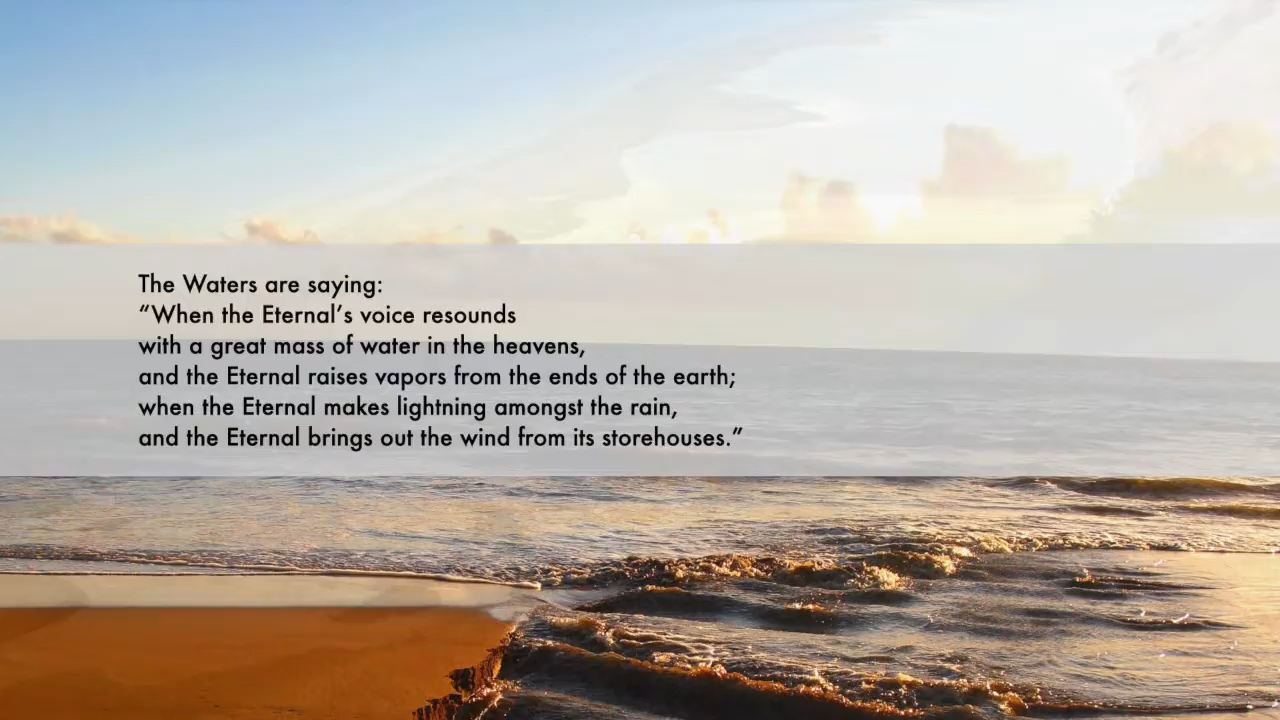 The Waters are saying:
“When the Eternal’s voice resounds
with a great mass of water in the heavens,
and the Eternal raises vapors from the ends of the earth;
when the Eternal makes lightning amongst the rain,
and the Eternal brings out the wind from its storehouses.”